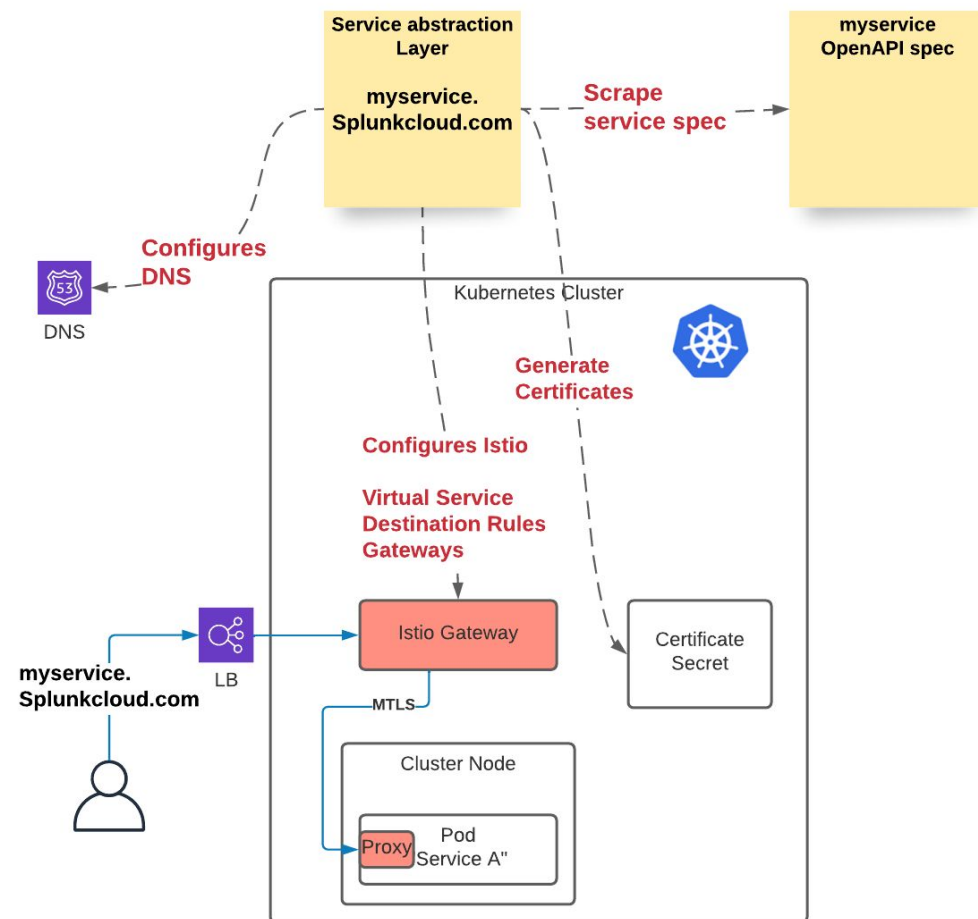 Service abstraction
Layer
myservice.
Splunkcloud.com
myservice
OpenAPI spec
Scrape
service spec
Configures
DNS
53
DNS
Kubernetes Cluster
Generate
Certificates
Configures Istio
Virtual Service
Destination Rules
Gateways
Istio Gateway
Certificate
Secret
LB
myservice.
Splunkcloud.com
MTLS
Cluster Node
Proxy
Pod
Service A"